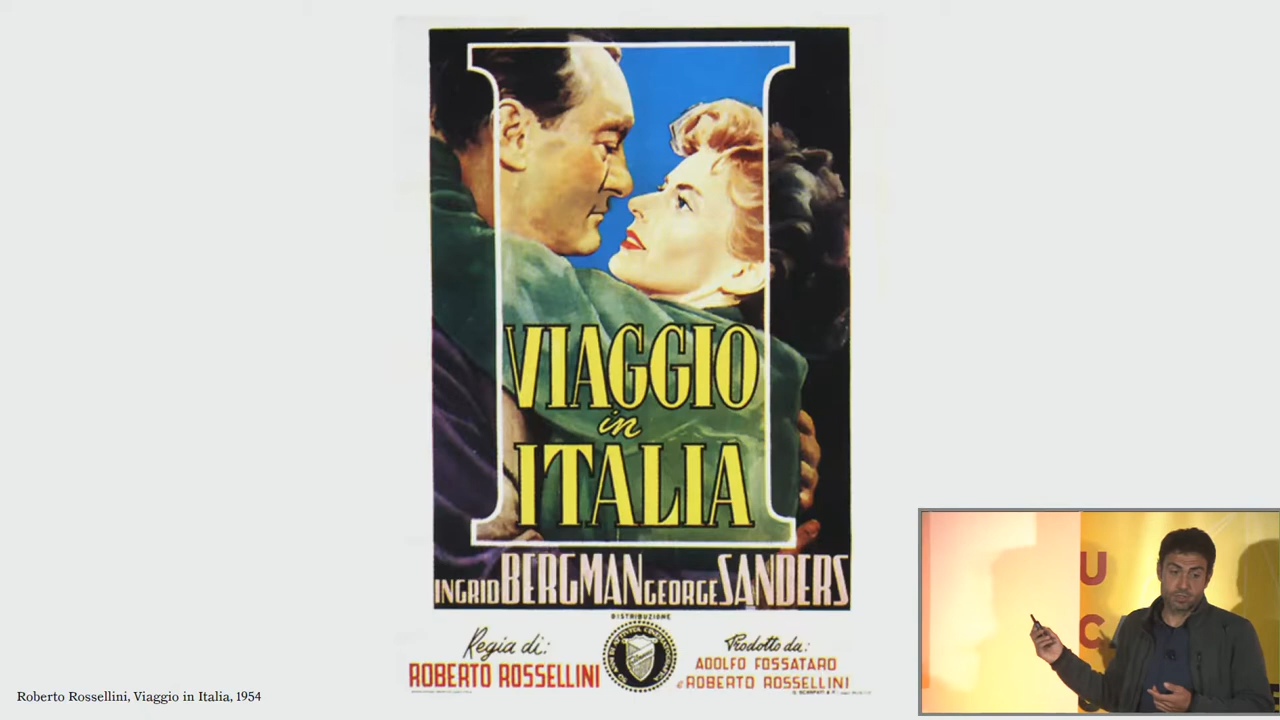 VIAGGIO
in
ITALIA
INGRID BERGMAN GEORGE SANDERS
DISTRIBUZIONE
Regia di:
ROBERTO ROSSELLINI
Prodotto da:
ADOLFO FOSSATARO
e ROBERTO ROSSELLINI
Roberto Rossellini, Viaggio in Italia, 1954
U
C